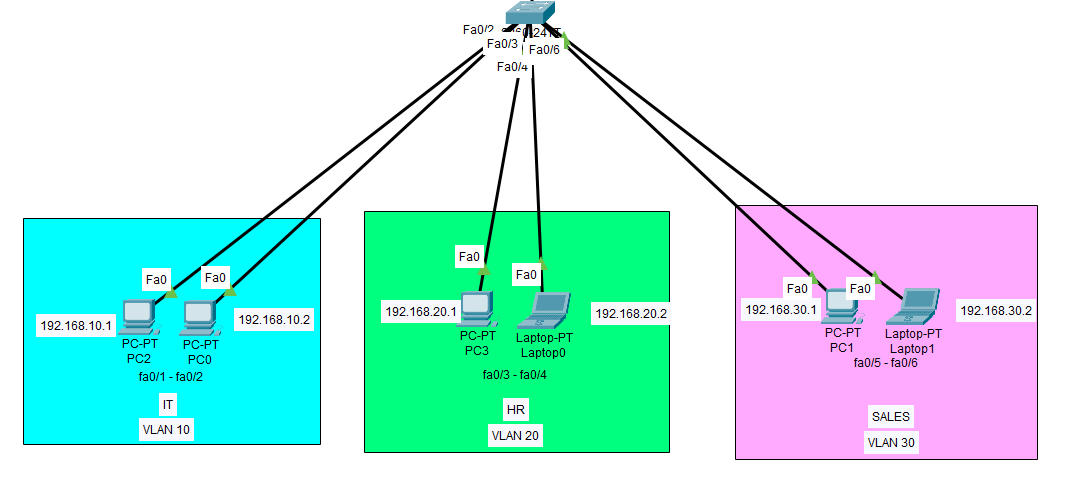 Fa0/2
Fa0/3
Fa0/6
Fa0/4
Fa0
Fa0
192.168.10.1
192.168.10.2
PC-PT
PC2
PC-PT
PC0
fa0/1 - fa0/2
IT
VLAN 10
Fa0
Fa0
192.168.20.1
192.168.20.2
PC-PT
PC3
Laptop-PT
Laptop0
fa0/3 - fa0/4
HR
VLAN 20
Fa0
Fa0
192.168.30.1
192.168.30.2
PC-PT
PC1
Laptop-PT
Laptop1
fa0/5 - fa0/6
SALES
VLAN 30